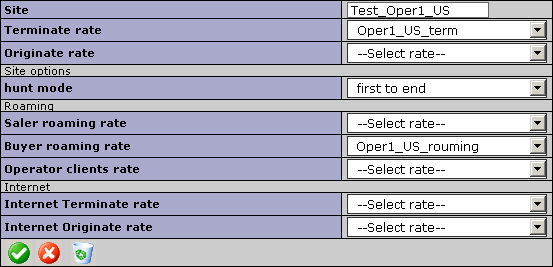 Site Test_Oper1_US
Terminate rate Oper1_US_term
Originate rate --Select rate--
Site options
hunt mode first to end
Roaming
Saler roaming rate --Select rate--
Buyer roaming rate Oper1_US_rouming
Operator clients rate --Select rate--
Internet
Internet Terminate rate --Select rate--
Internet Originate rate --Select rate--